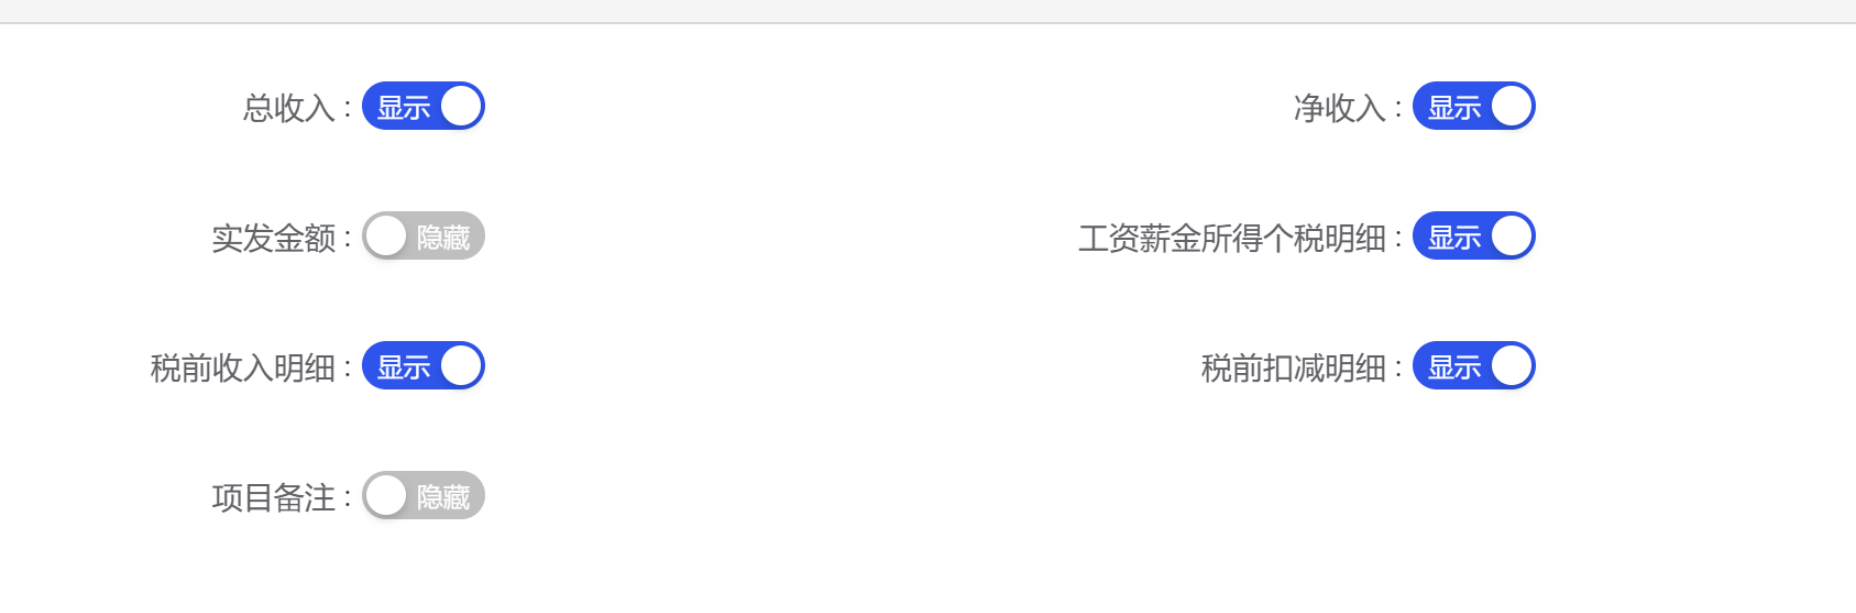 总收入 : 显示 净收入 : 显示
实发金额 : 隐藏 工资薪金所得个税明细 : 显示
税前收入明细 : 显示 税前扣减明细 : 显示
项目备注 : 隐藏